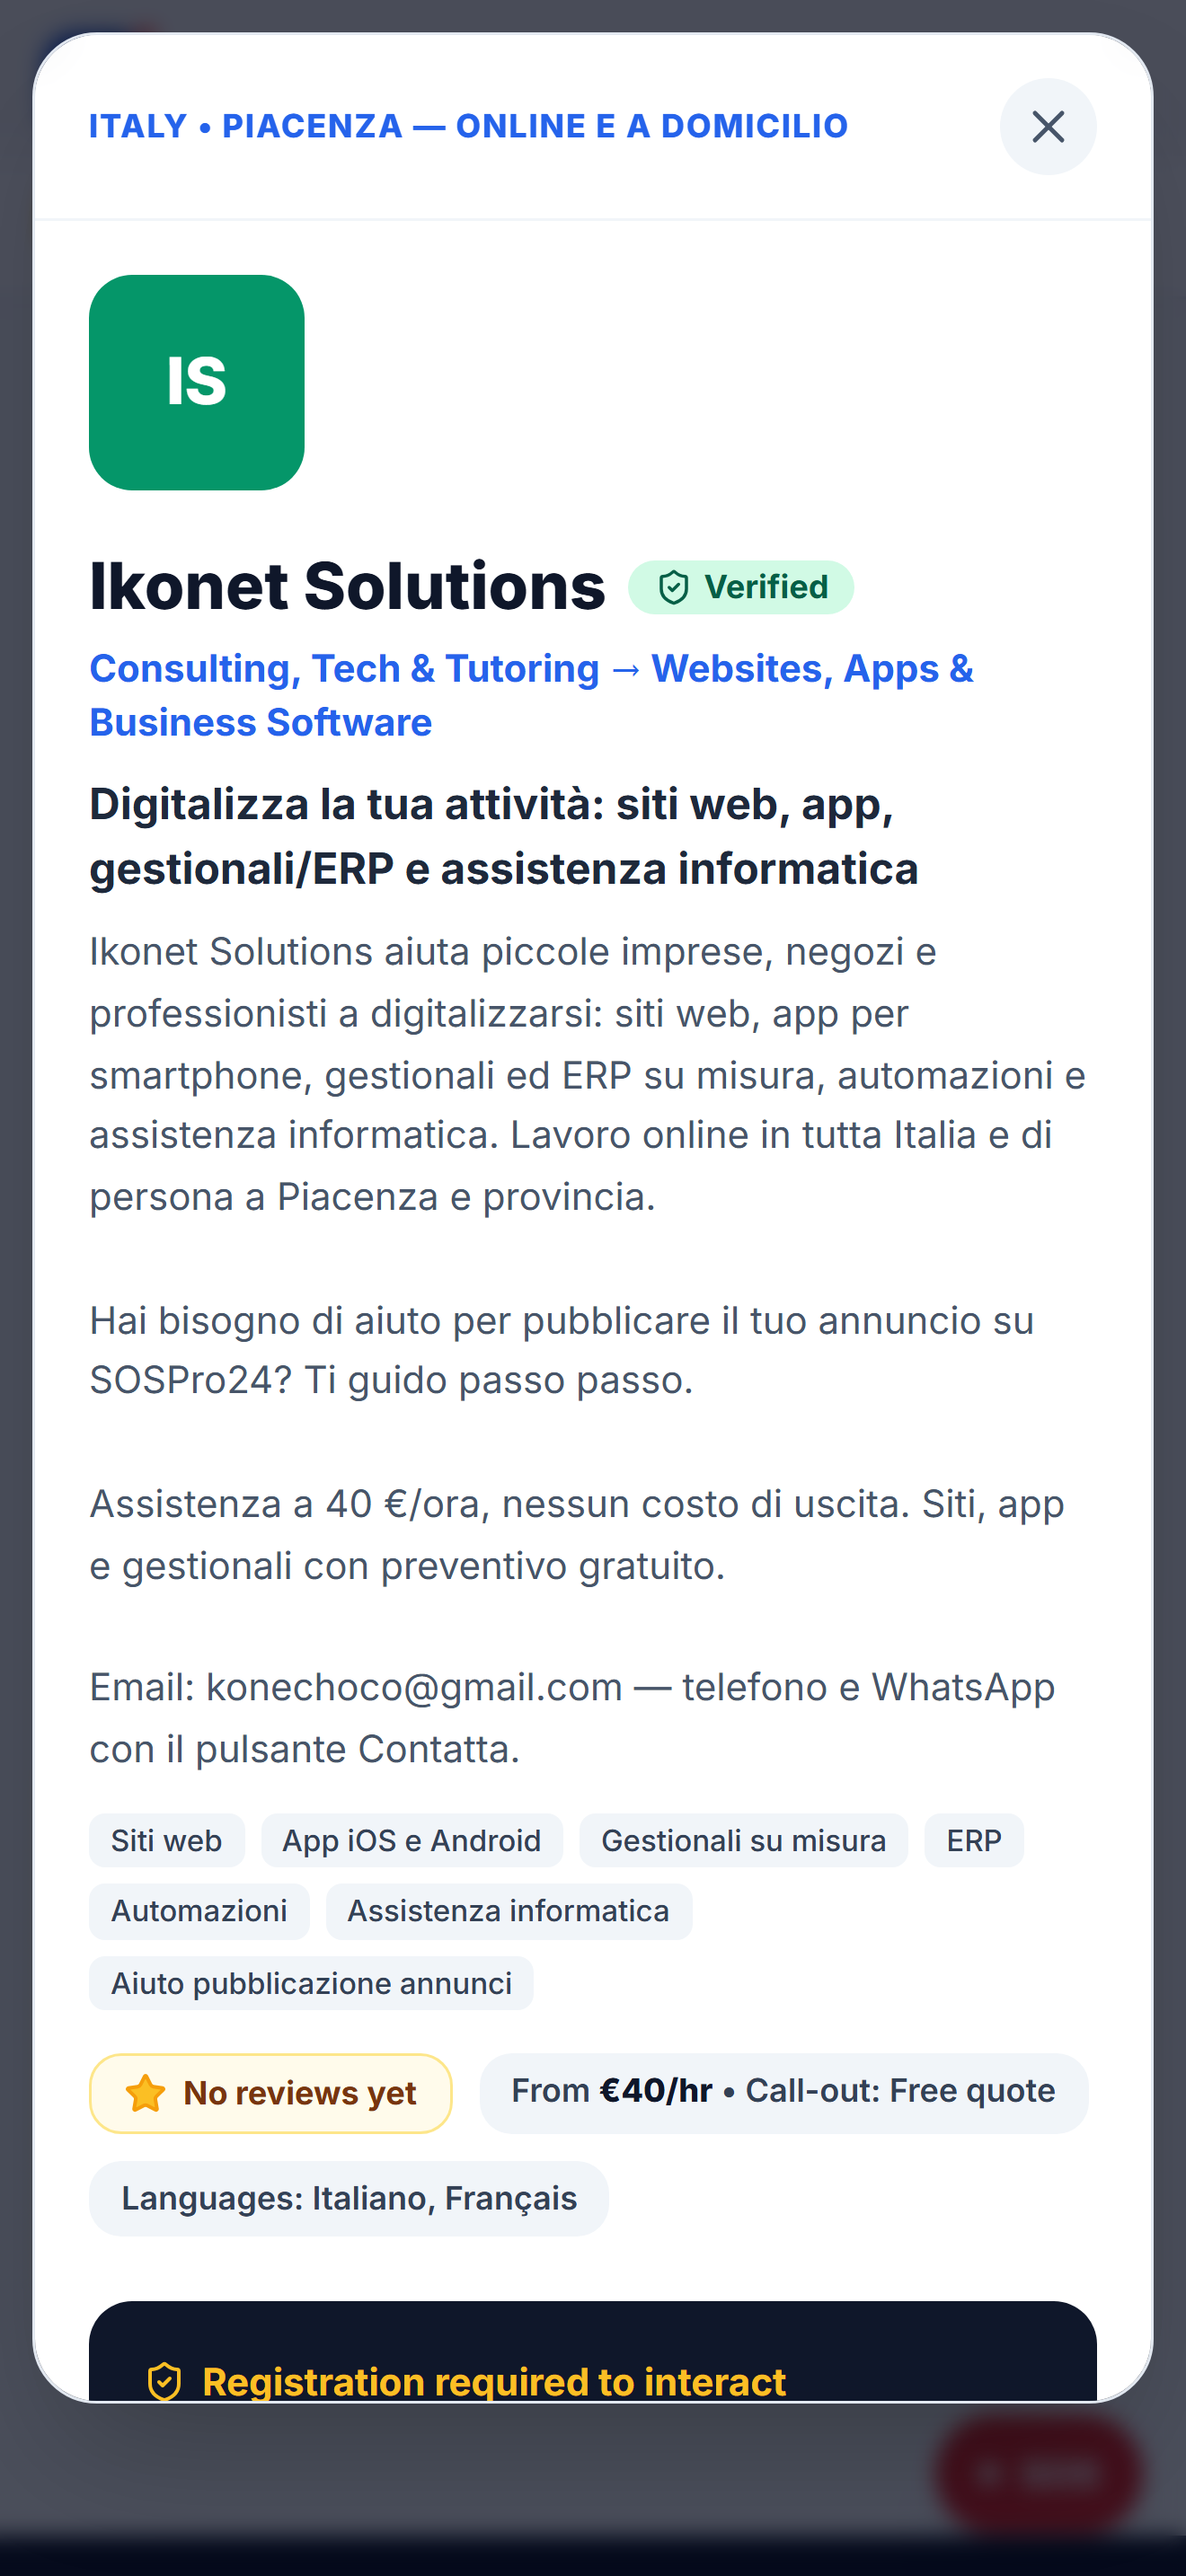 ITALY • PIACENZA — ONLINE E A DOMICILIO
IS
Ikonet Solutions
Verified
Consulting, Tech & Tutoring → Websites, Apps &
Business Software
Digitalizza la tua attività: siti web, app,
gestionali/ERP e assistenza informatica
Ikonet Solutions aiuta piccole imprese, negozi e
professionisti a digitalizzarsi: siti web, app per
smartphone, gestionali ed ERP su misura, automazioni e
assistenza informatica. Lavoro online in tutta Italia e di
persona a Piacenza e provincia.
Hai bisogno di aiuto per pubblicare il tuo annuncio su
SOSPro24? Ti guido passo passo.
Assistenza a 40 €/ora, nessun costo di uscita. Siti, app
e gestionali con preventivo gratuito.
Email: konechoco@gmail.com — telefono e WhatsApp
con il pulsante Contatta.
Siti web App iOS e Android Gestionali su misura ERP
Automazioni Assistenza informatica
Aiuto pubblicazione annunci
No reviews yet From €40/hr • Call-out: Free quote
Languages: Italiano, Français
Registration required to interact